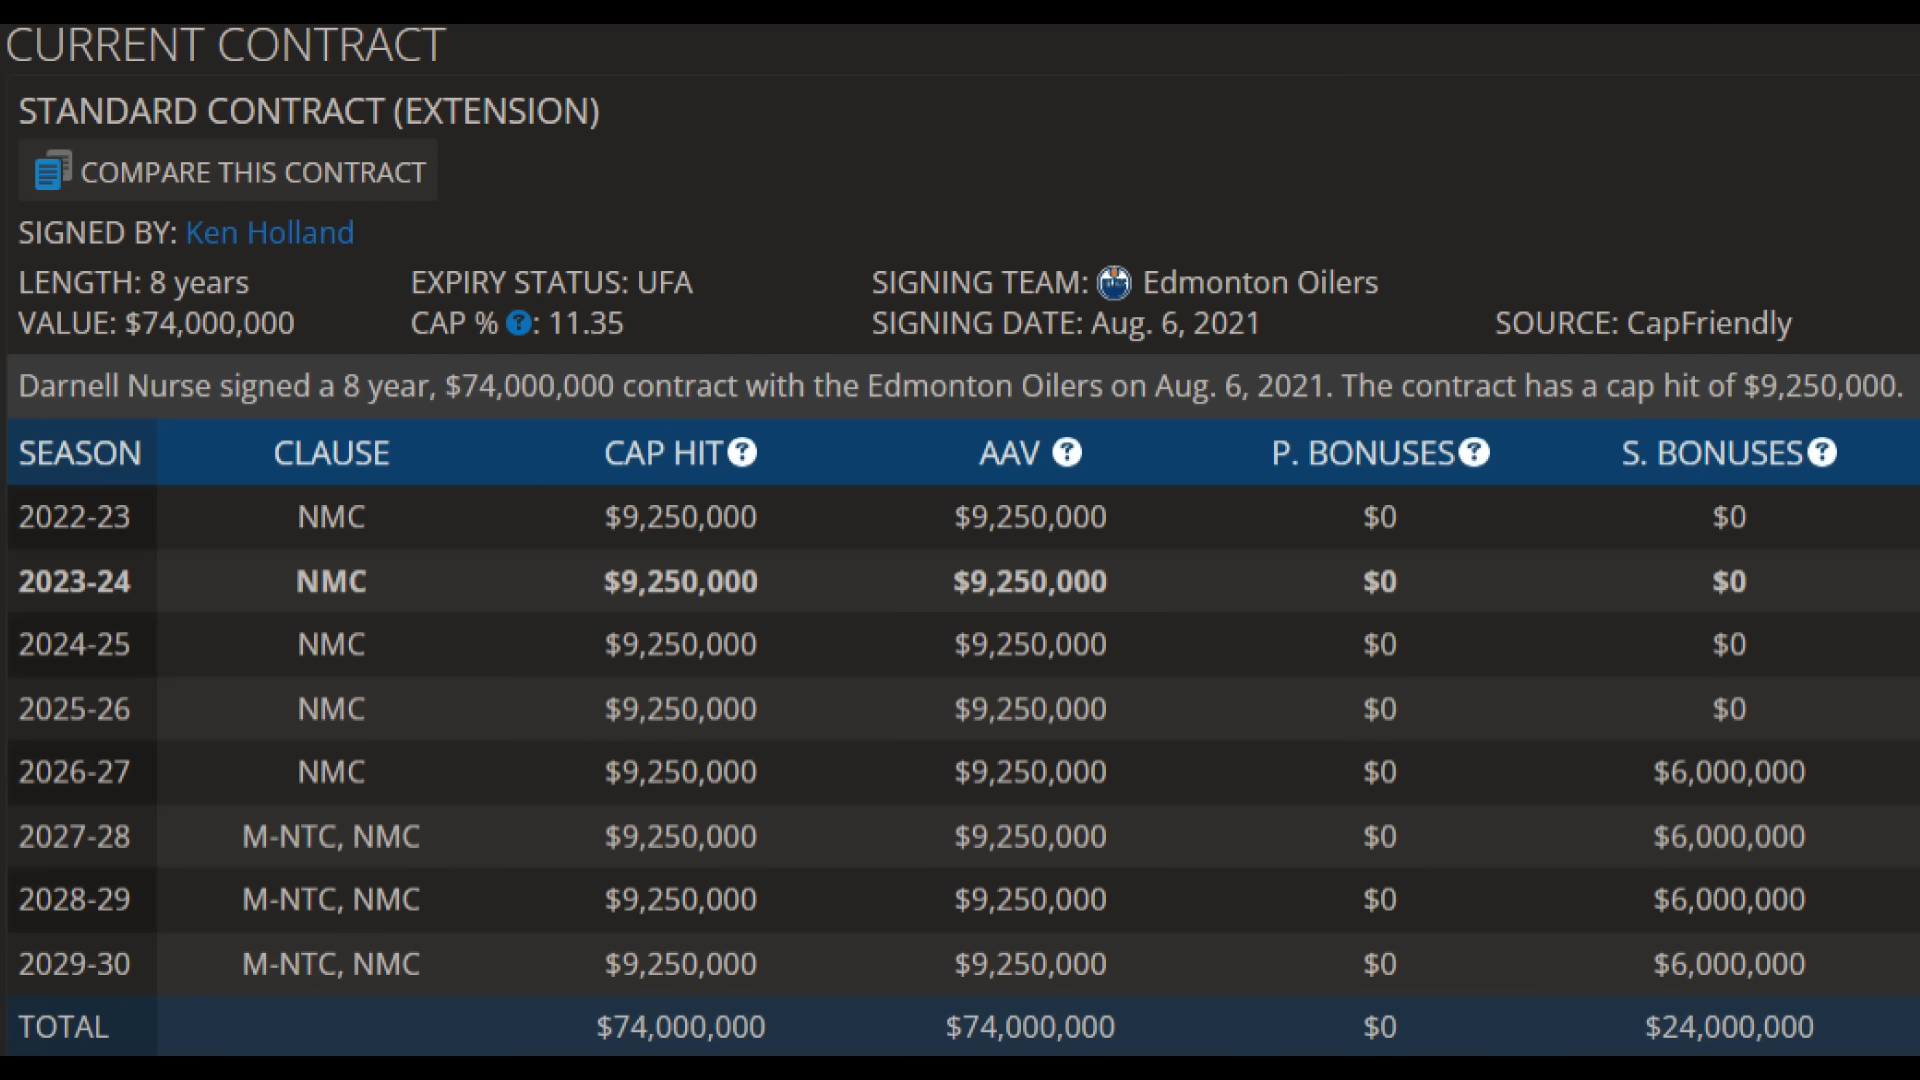 CURRENT CONTRACT
STANDARD CONTRACT (EXTENSION)
COMPARE THIS CONTRACT
SIGNED BY: Ken Holland
LENGTH: 8 years EXPIRY STATUS: UFA SIGNING TEAM: Edmonton Oilers
VALUE: $74,000,000 CAP % ?: 11.35 SIGNING DATE: Aug. 6, 2021 SOURCE: CapFriendly
Darnell Nurse signed a 8 year, $74,000,000 contract with the Edmonton Oilers on Aug. 6, 2021. The contract has a cap hit of $9,250,000.
SEASON CLAUSE CAP HIT ? AAV ? P. BONUSES ? S. BONUSES ?
2022-23 NMC $9,250,000 $9,250,000 $0 $0
2023-24 NMC $9,250,000 $9,250,000 $0 $0
2024-25 NMC $9,250,000 $9,250,000 $0 $0
2025-26 NMC $9,250,000 $9,250,000 $0 $0
2026-27 NMC $9,250,000 $9,250,000 $0 $6,000,000
2027-28 M-NTC, NMC $9,250,000 $9,250,000 $0 $6,000,000
2028-29 M-NTC, NMC $9,250,000 $9,250,000 $0 $6,000,000
2029-30 M-NTC, NMC $9,250,000 $9,250,000 $0 $6,000,000
TOTAL $74,000,000 $74,000,000 $0 $24,000,000